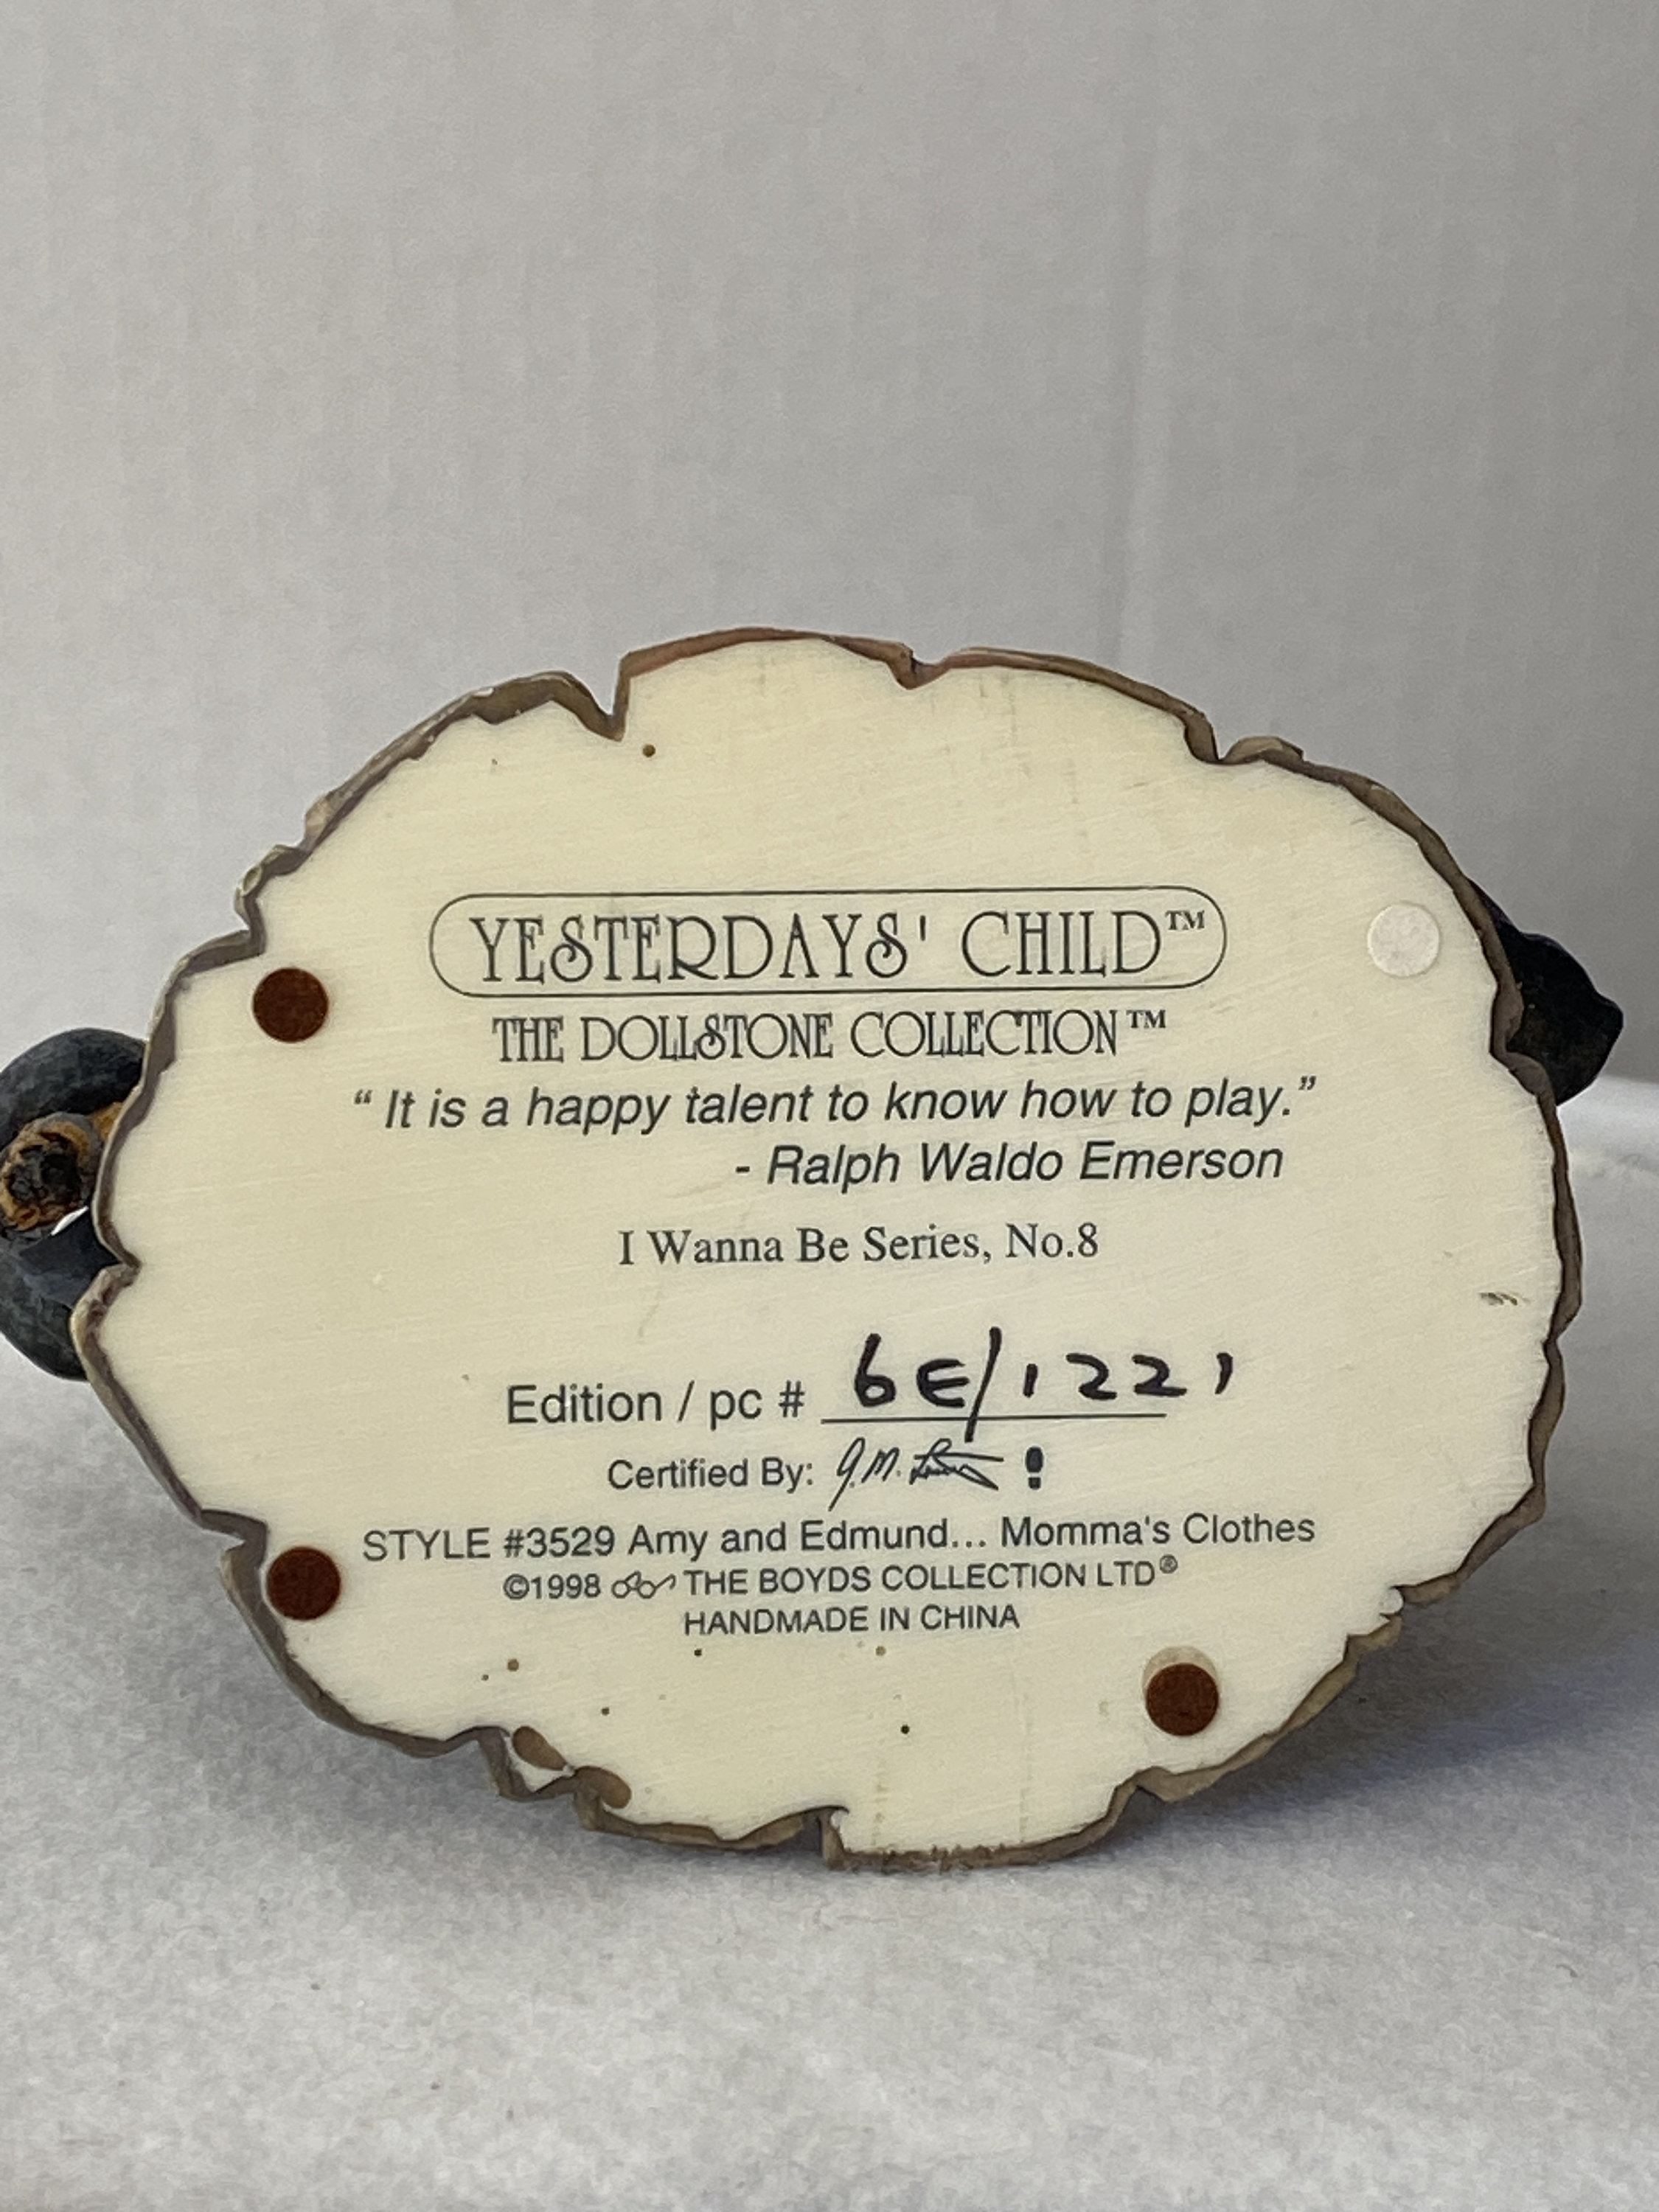 YESTERDAYS' CHILD™
THE DOLLSTONE COLLECTION™
“ It is a happy talent to know how to play.”
- Ralph Waldo Emerson
I Wanna Be Series, No.8
Edition / pc # 6E/1221
Certified By: G.M.
STYLE #3529 Amy and Edmund... Momma's Clothes
©1998 THE BOYDS COLLECTION LTD®
HANDMADE IN CHINA